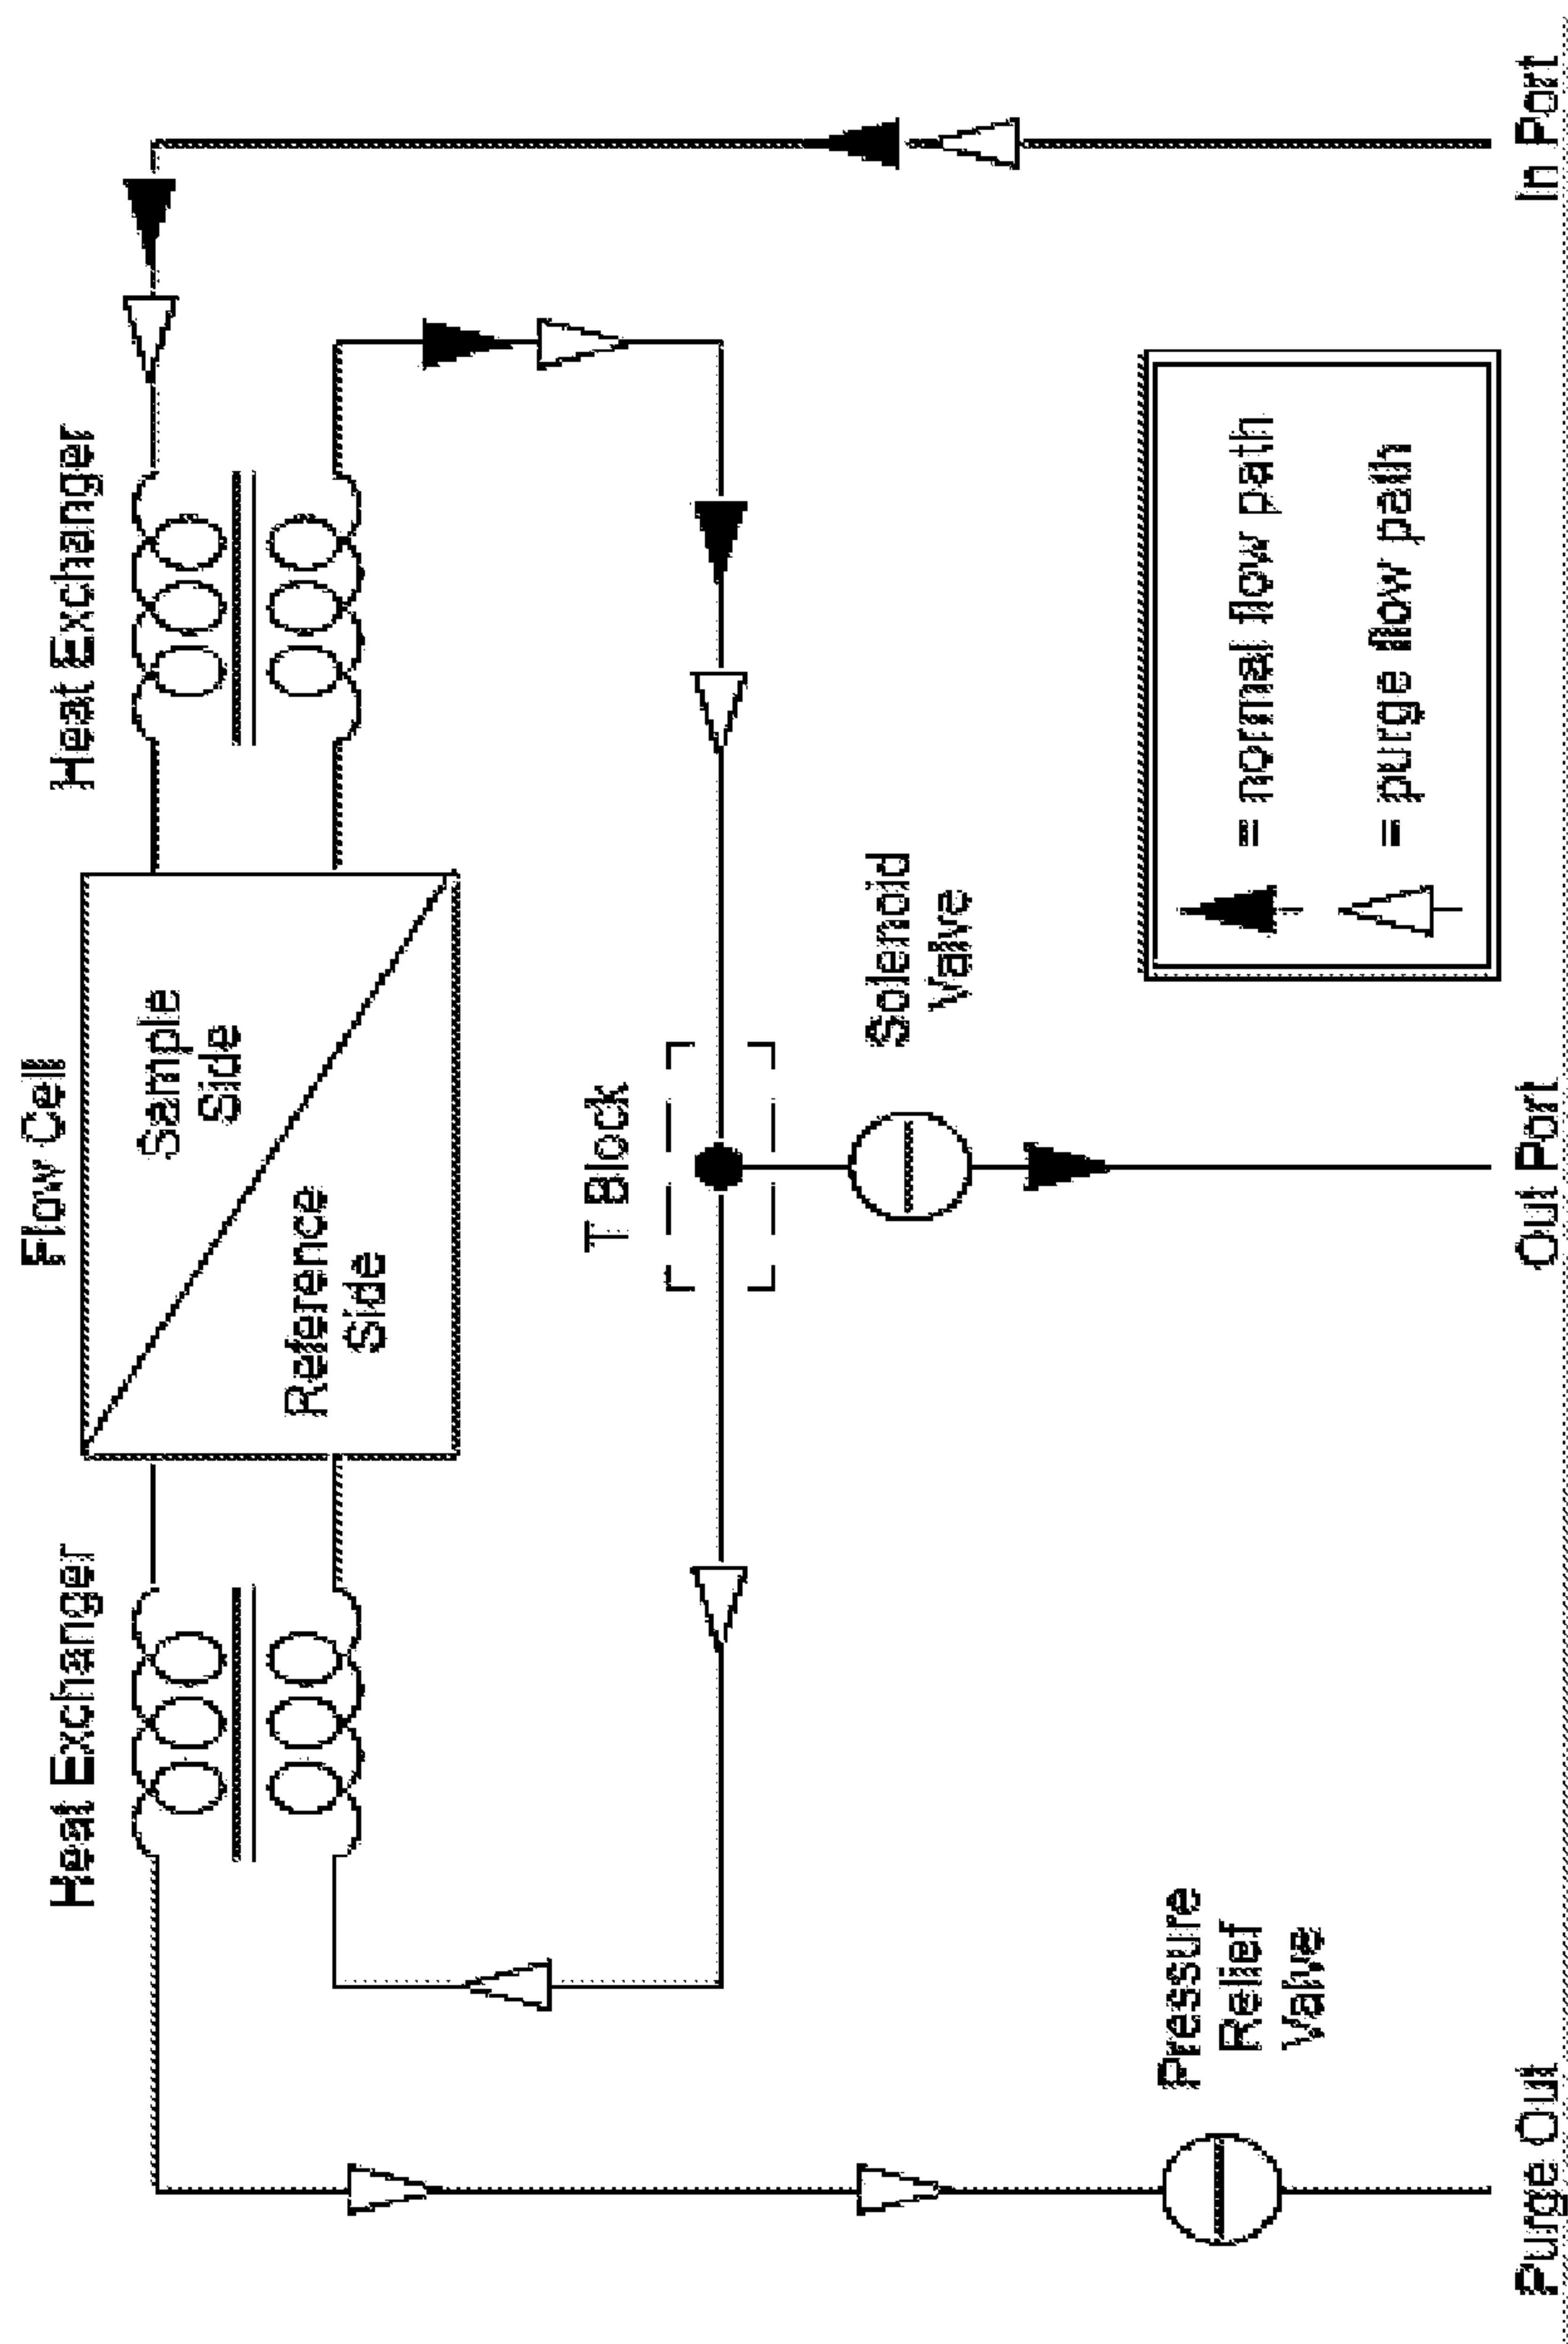 Flow Cell
Heat Exchanger
Heat Exchanger
Sample
Side
Reference
Side
T Block
Solenoid
Valve
Pressure
Relief
Valve
= normal flow path
= purge flow path
Purge Out
Out Port
In Port